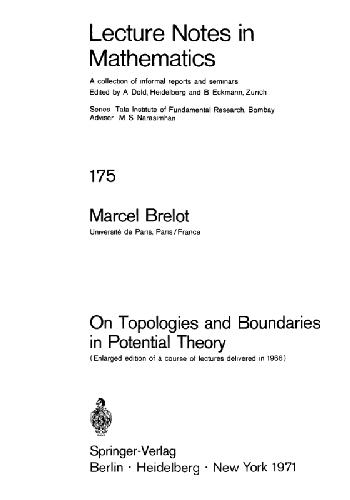 Lecture Notes in
Mathematics
A collection of informal reports and seminars
Edited by A. Dold, Heidelberg and B. Eckmann, Zürich
Series: Tata Institute of Fundamental Research, Bombay
Adviser: M. S. Narasimhan
175
Marcel Brelot
Université de Paris, Paris/France
On Topologies and Boundaries
in Potential Theory
(Enlarged edition of a course of lectures delivered in 1966)
Springer-Verlag
Berlin · Heidelberg · New York 1971